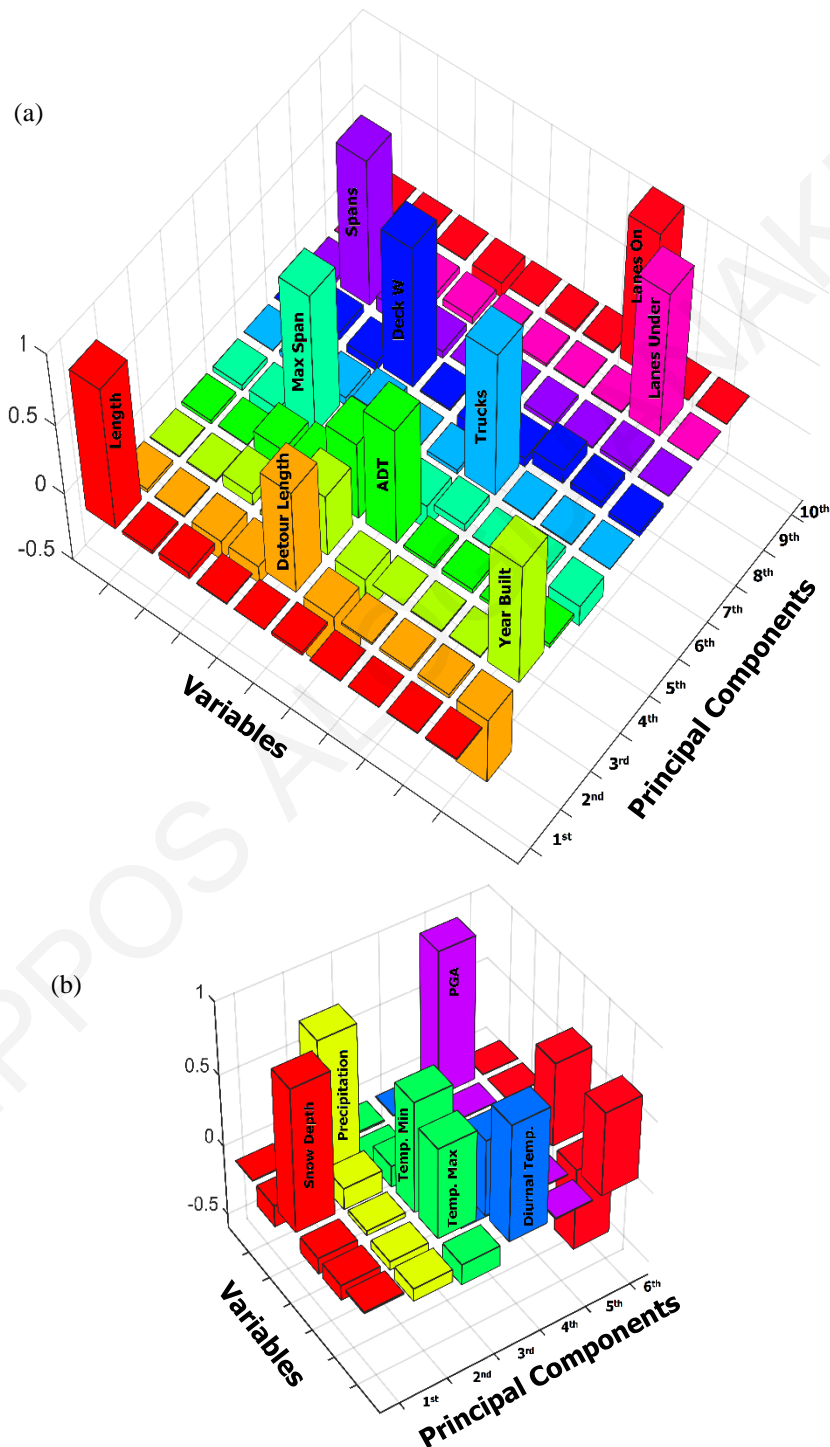 (a)
1
0.5
0
-0.5
Length
Max Span
Spans
Deck W
Detour Length
ADT
Trucks
Year Built
Lanes On
Lanes Under
Variables
Principal Components
1st
2nd
3rd
4th
5th
6th
7th
8th
9th
10th
(b)
1
0.5
0
-0.5
Snow Depth
Precipitation
Temp. Min
Temp. Max
PGA
Diurnal Temp.
Variables
Principal Components
1st
2nd
3rd
4th
5th
6th